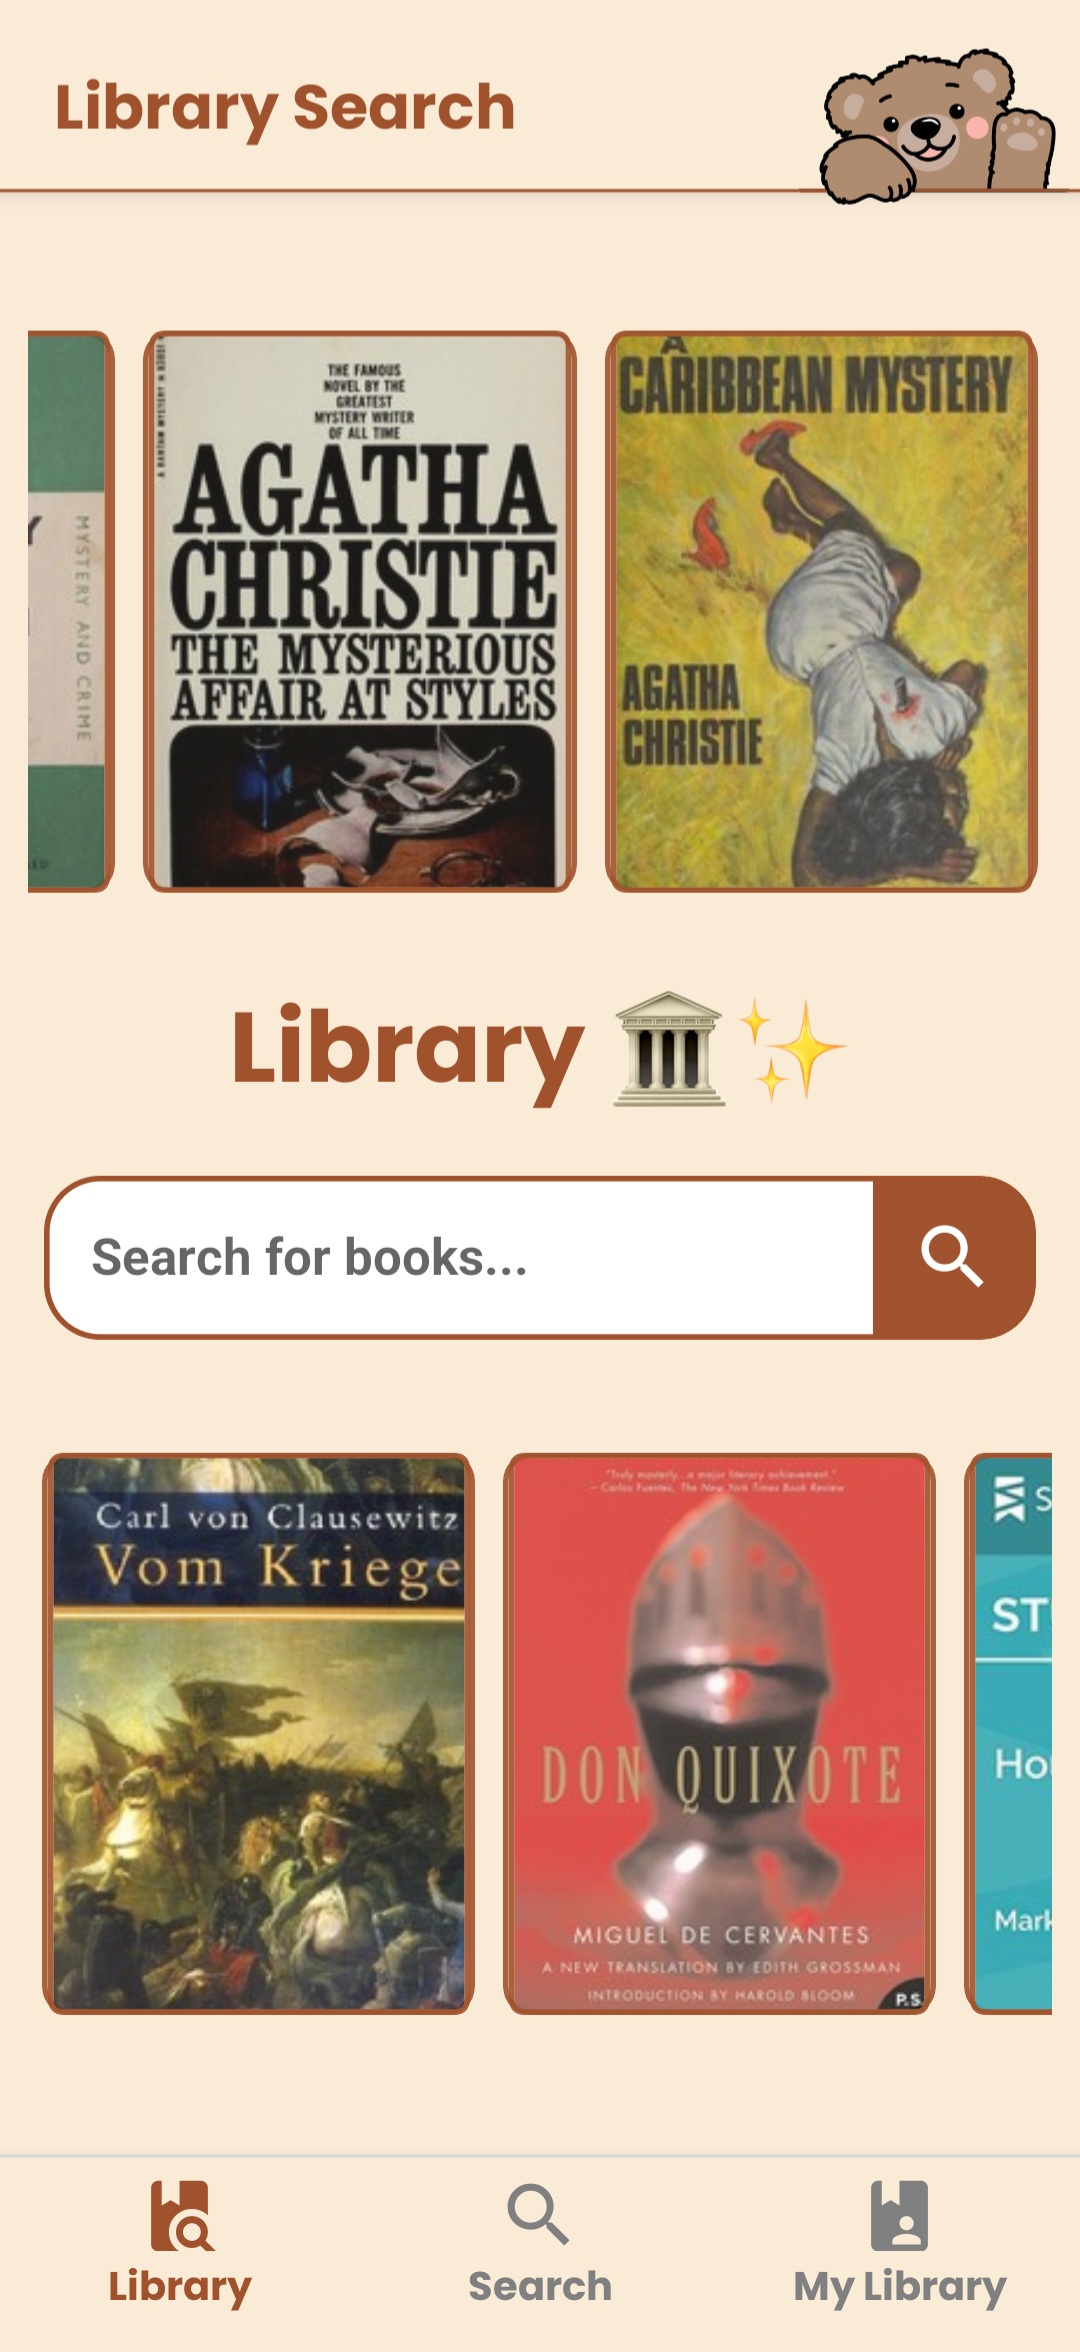 Library Search
MYSTERY AND CRIME
THE FAMOUS
NOVEL BY THE
GREATEST
MYSTERY WRITER
OF ALL TIME
AGATHA
CHRISTIE
THE MYSTERIOUS
AFFAIR AT STYLES
A
CARIBBEAN MYSTERY
AGATHA
CHRISTIE
Library
Search for books...
Carl von Clausewitz
Vom Kriege
"Truly masterly...a major literary achievement."
—Carlos Fuentes, The New York Times Book Review
DON QUIXOTE
MIGUEL DE CERVANTES
A NEW TRANSLATION BY EDITH GROSSMAN
INTRODUCTION BY HAROLD BLOOM
P.S.
S
ST
Ho
Mark
Library
Search
My Library